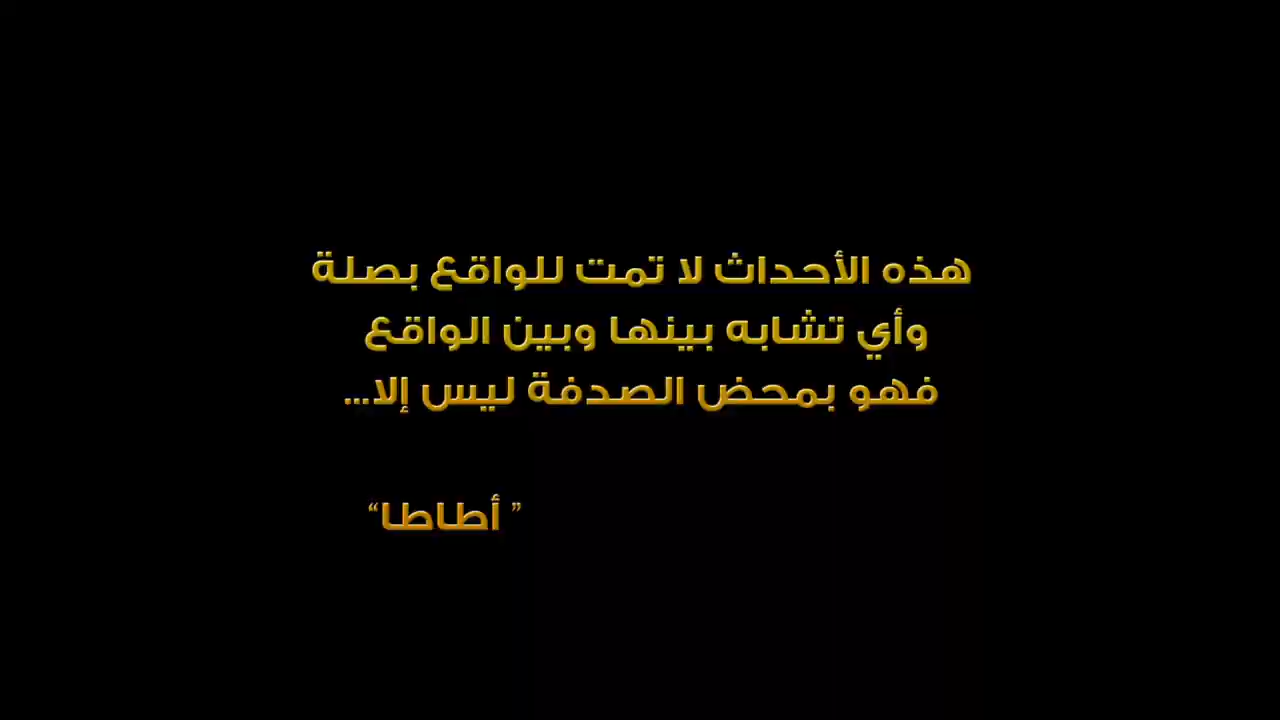 هذه الأحداث لا تمت للواقع بصلة
وأي تشابه بينها وبين الواقع
فهو بمحض الصدفة ليس إلا...
” أطاطا“